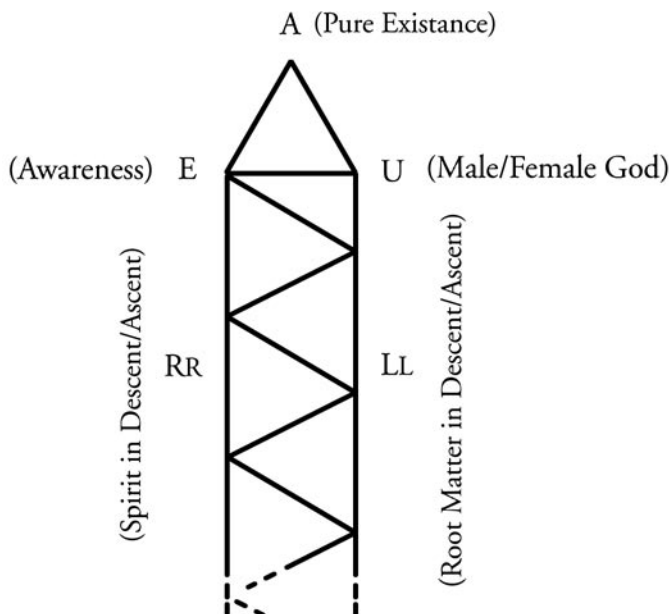 A (Pure Existance)
(Awareness) E U (Male/Female God)
(Spirit in Descent/Ascent)
RR
LL
(Root Matter in Descent/Ascent)